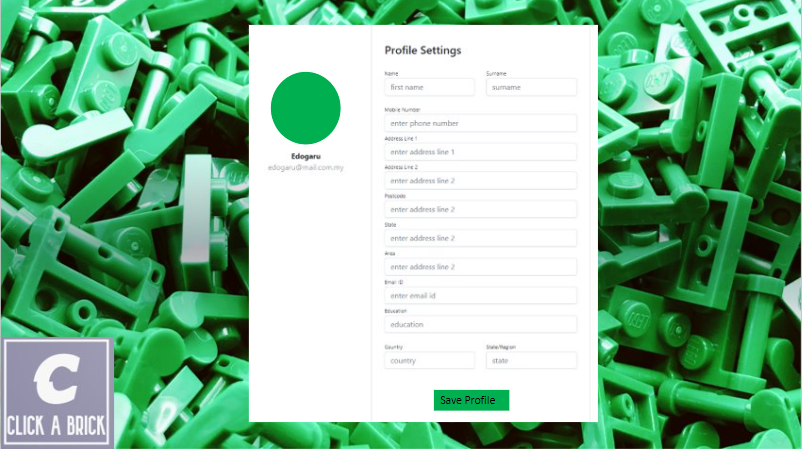 Profile Settings
Name Surname
first name surname
Mobile Number
enter phone number
Address Line 1
enter address line 1
Address Line 2
enter address line 2
Postcode
enter address line 2
State
enter address line 2
Area
enter address line 2
Email ID
enter email id
Education
education
Country State/Region
country state
Save Profile
Edogaru
edogaru@mail.com.my
C
CLICK A BRICK